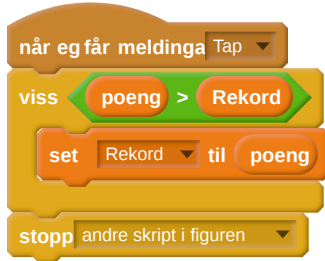 når eg får meldinga Tap
viss poeng > Rekord
set Rekord til poeng
stopp andre skript i figuren